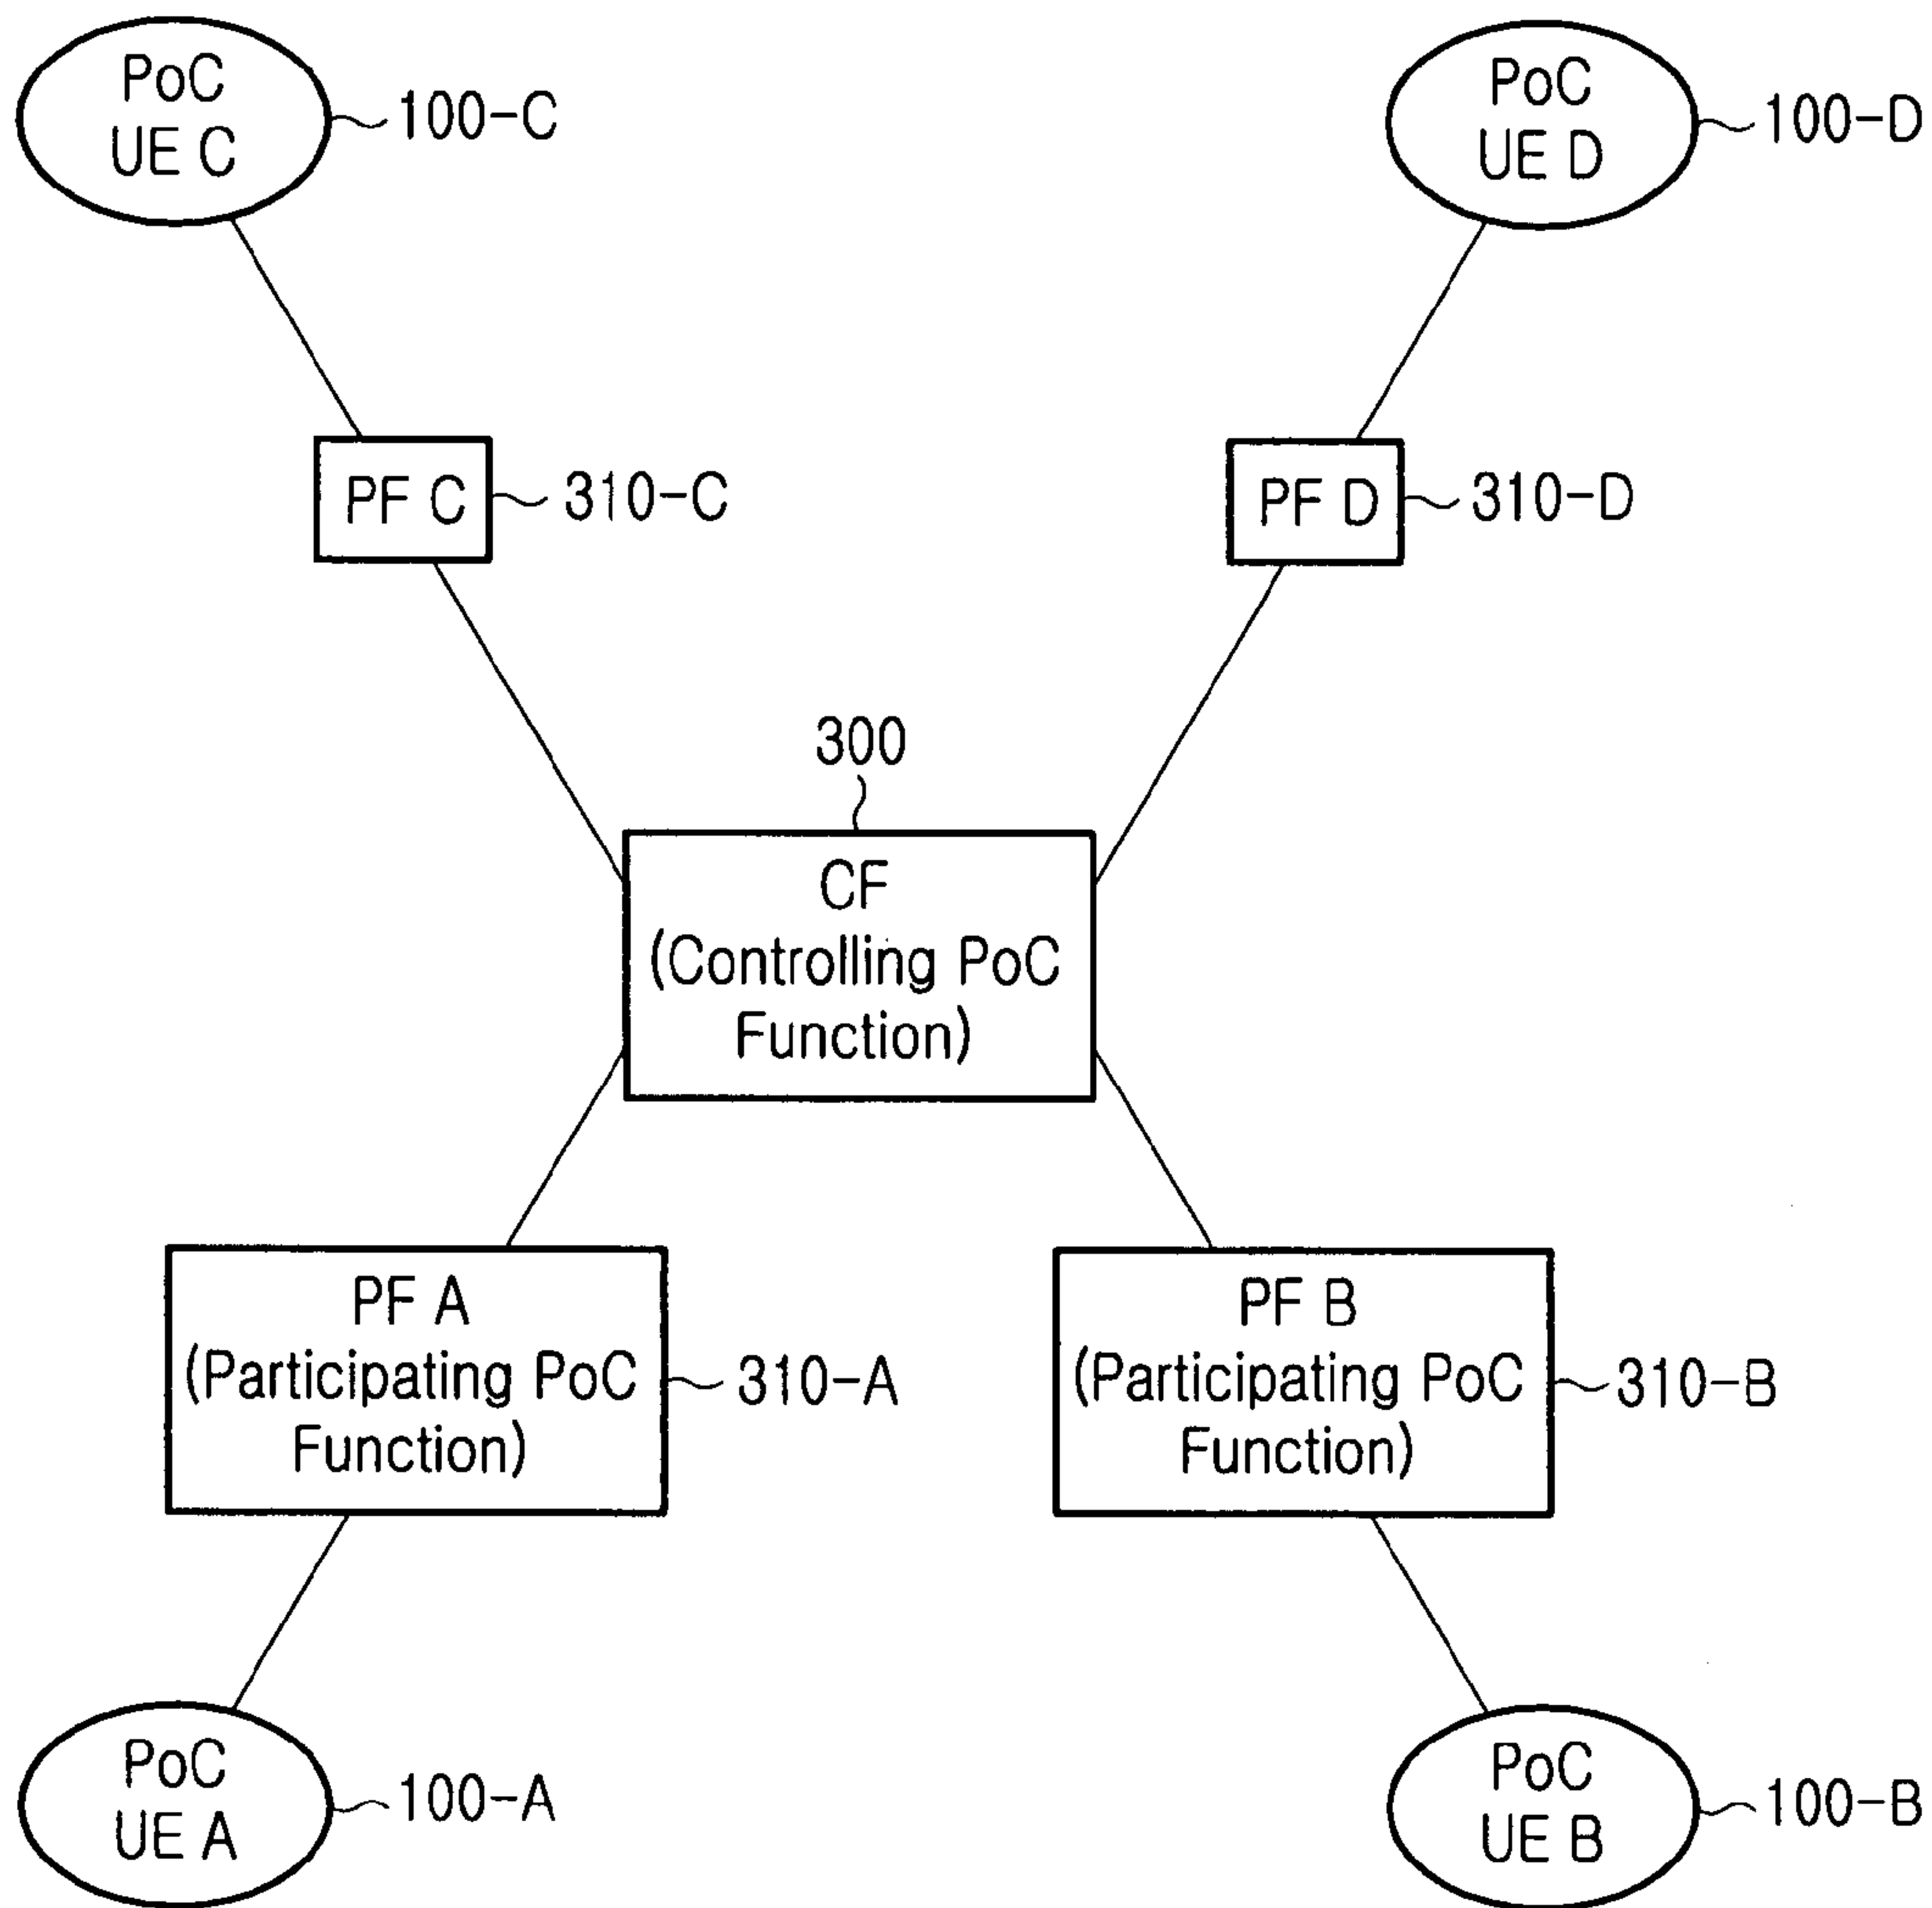 PoC
UE C
100-C
PoC
UE D
100-D
PF C
310-C
PF D
310-D
300
CF
(Controlling PoC
Function)
PF A
(Participating PoC
Function)
310-A
PF B
(Participating PoC
Function)
310-B
PoC
UE A
100-A
PoC
UE B
100-B